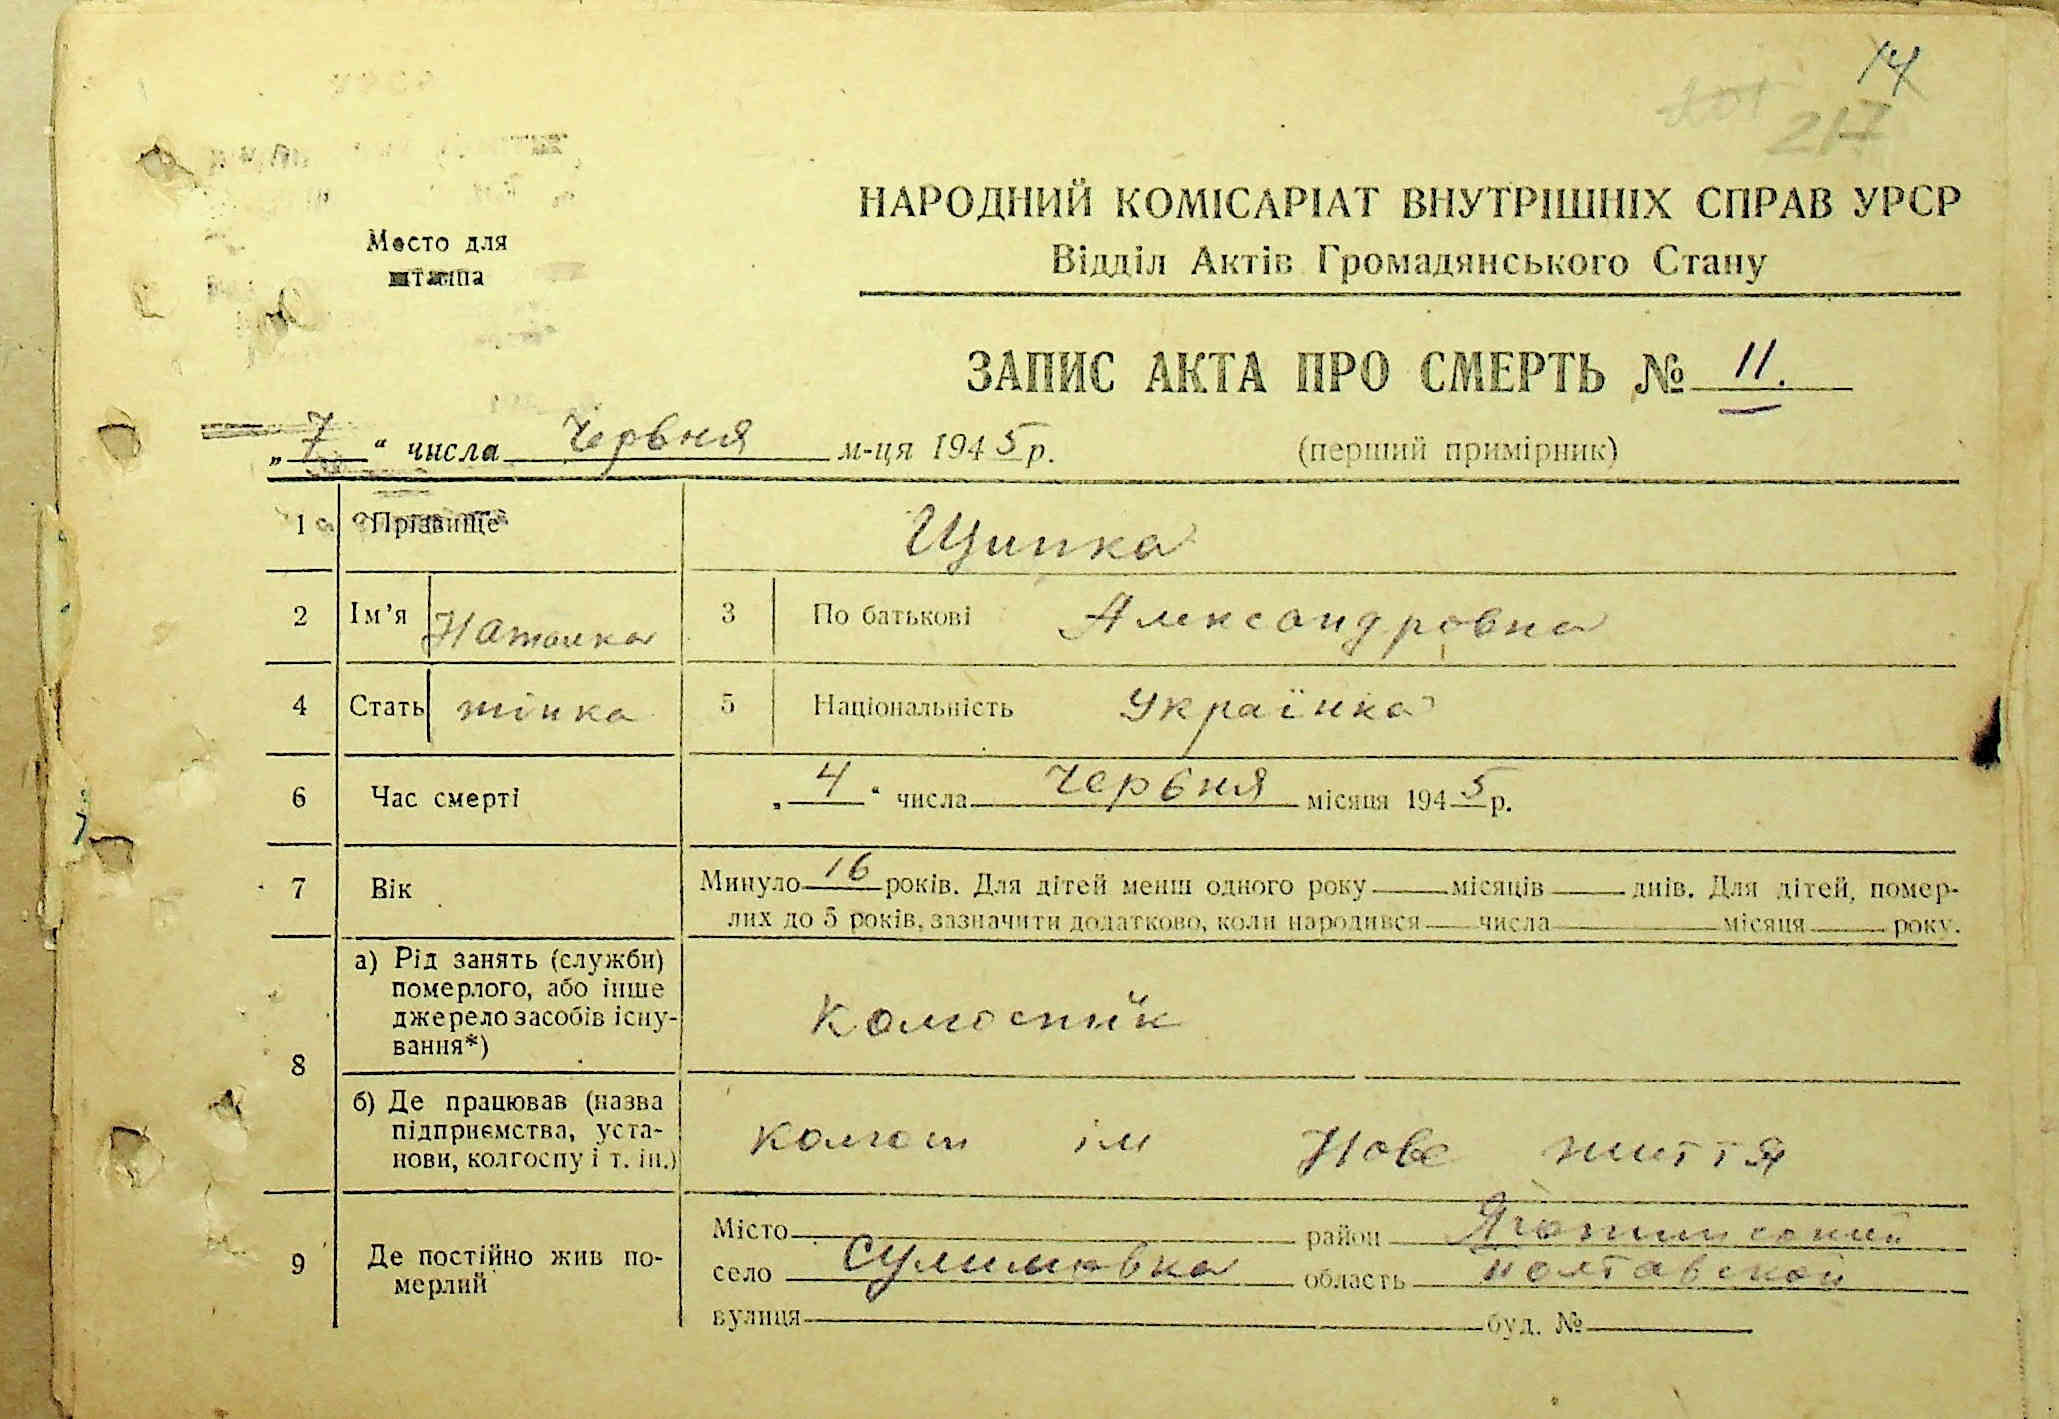 14
217
Место для
штампа
НАРОДНИЙ КОМІСАРІАТ ВНУТРІШНІХ СПРАВ УРСР
Відділ Актів Громадянського Стану
ЗАПИС АКТА ПРО СМЕРТЬ № 11.
„7“ числа Червня м-ця 1945 р. (перший примірник)
1 Прізвище Щипка
2 Ім’я Наталка 3 По батькові Александровна
4 Стать жінка 5 Національність Українка
6 Час смерті „4“ числа Червня місяця 1945 р.
7 Вік Минуло 16 років. Для дітей менш одного року місяців днів. Для дітей, помер-
лих до 5 років, зазначити додатково, коли народився числа місяця року.
8 а) Рід занять (служби)
померлого, або інше
джерело засобів існу-
вання*) Колгоспник
б) Де працював (назва
підприємства, уста-
нови, колгоспу і т. ін.) колгосп ім Нове життя
9 Де постійно жив по-
мерлий
Місто район Яготинський
село Сулимовка область полтавской
вулиця буд. №